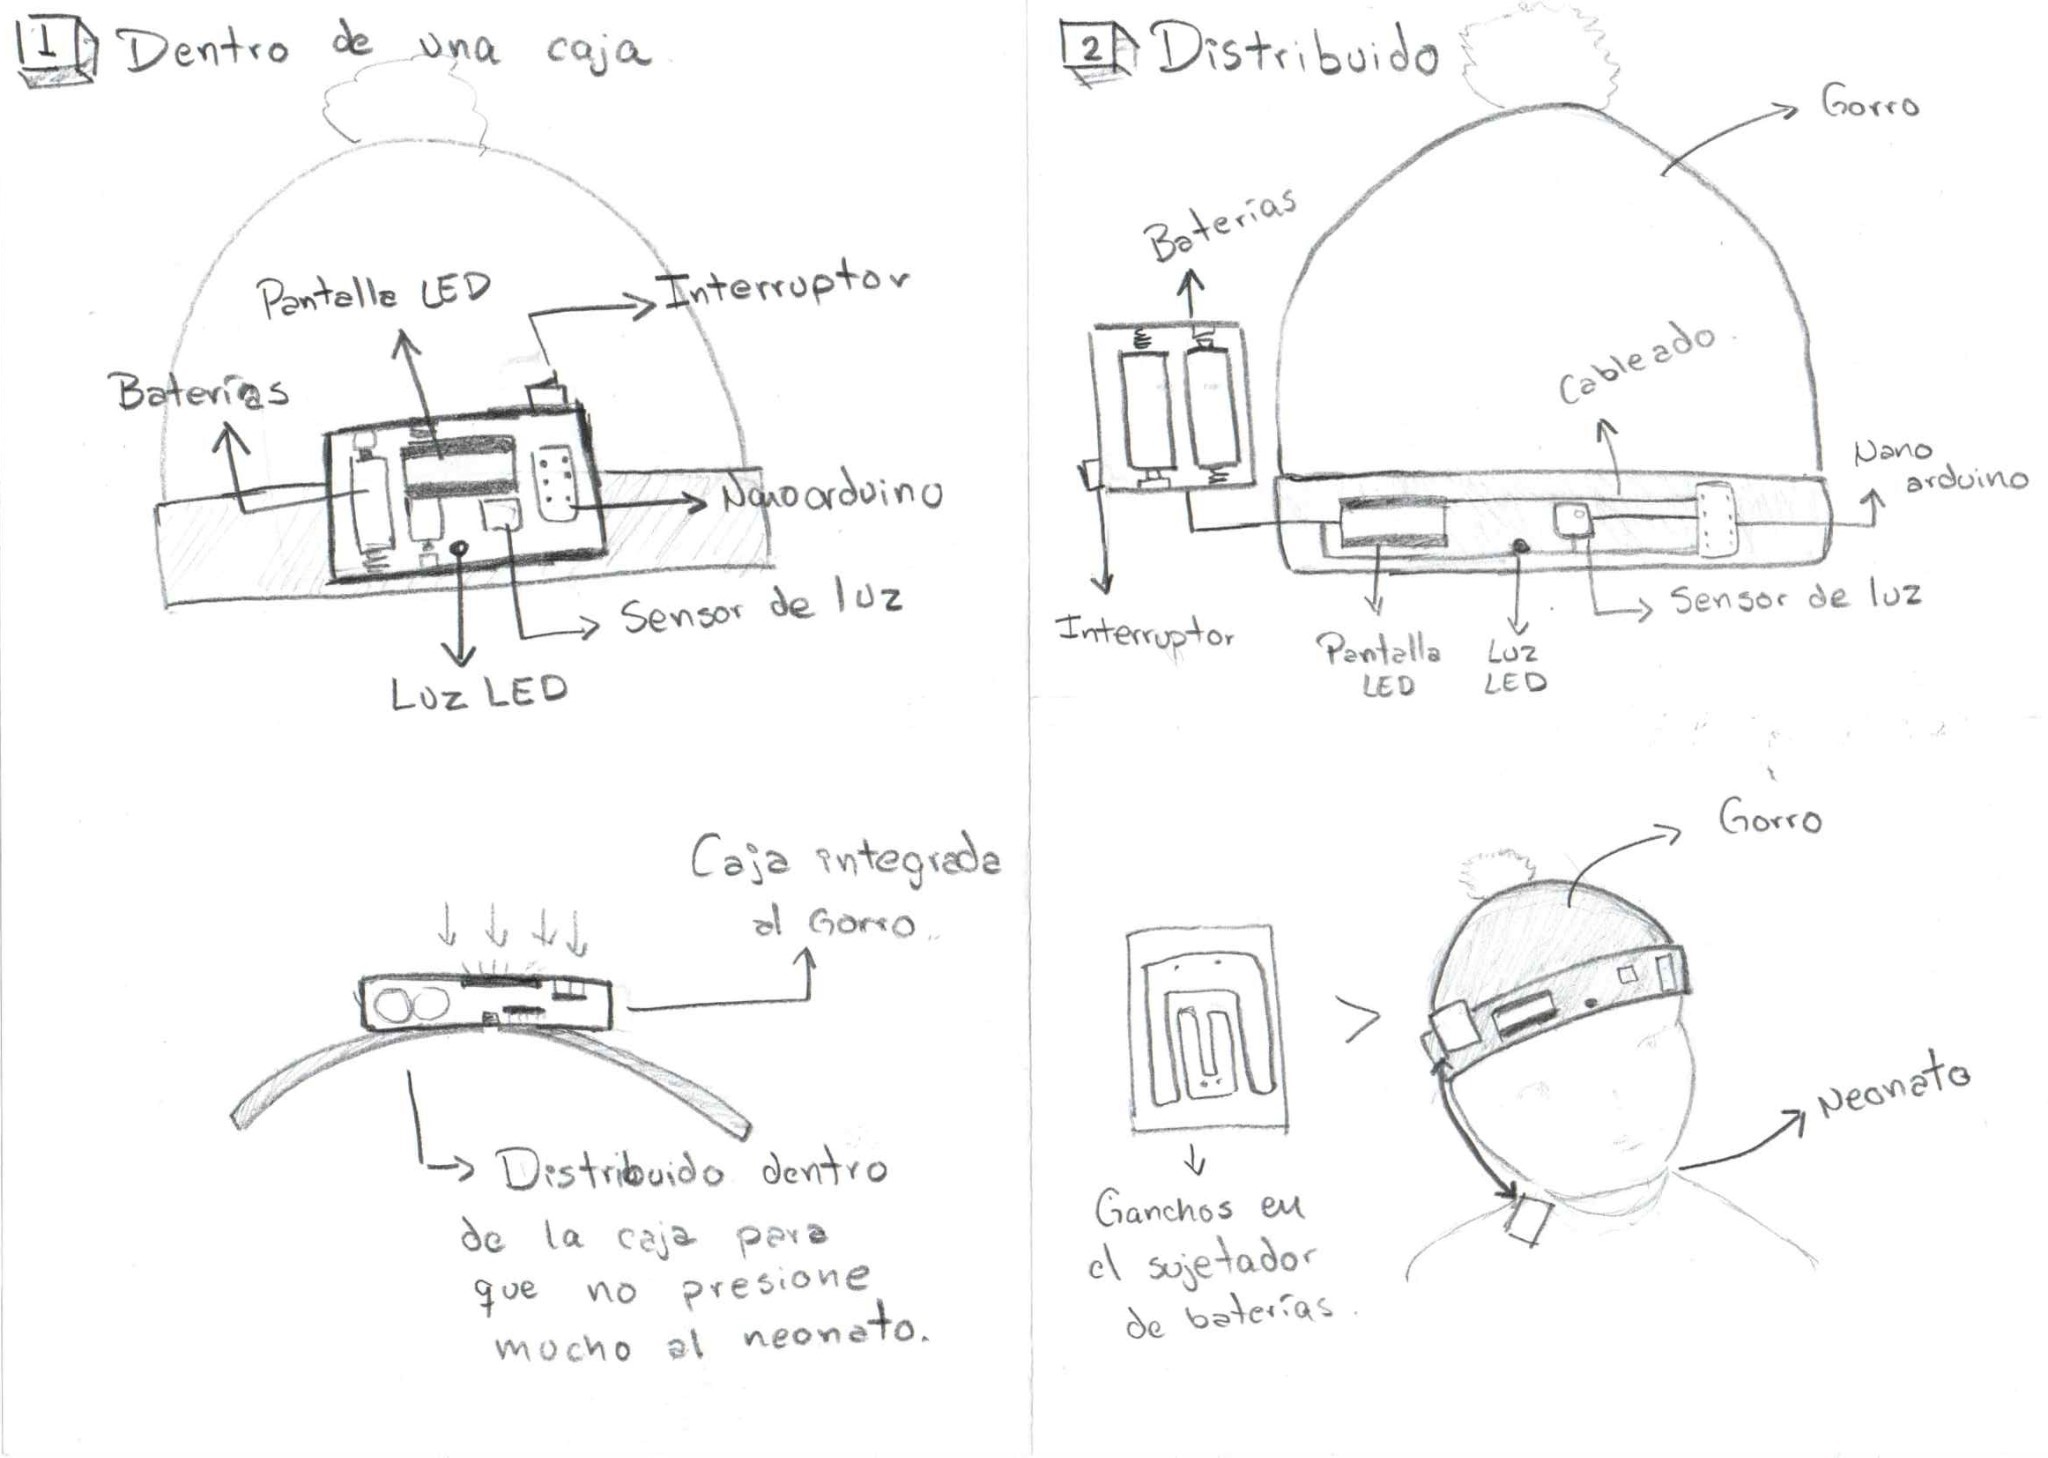 1 Dentro de una caja
Pantalla LED
Interruptor
Baterías
Nanoarduino
Sensor de luz
Luz LED
Caja integrada
al Gorro.
Distribuido dentro
de la caja para
que no presione
mucho al neonato.
2 Distribuido
Gorro
Baterías
Cableado
Nano
arduino
Interruptor
Pantalla
LED
Luz
LED
Sensor de luz
Gorro
>
Neonato
Ganchos en
el sujetador
de baterías.